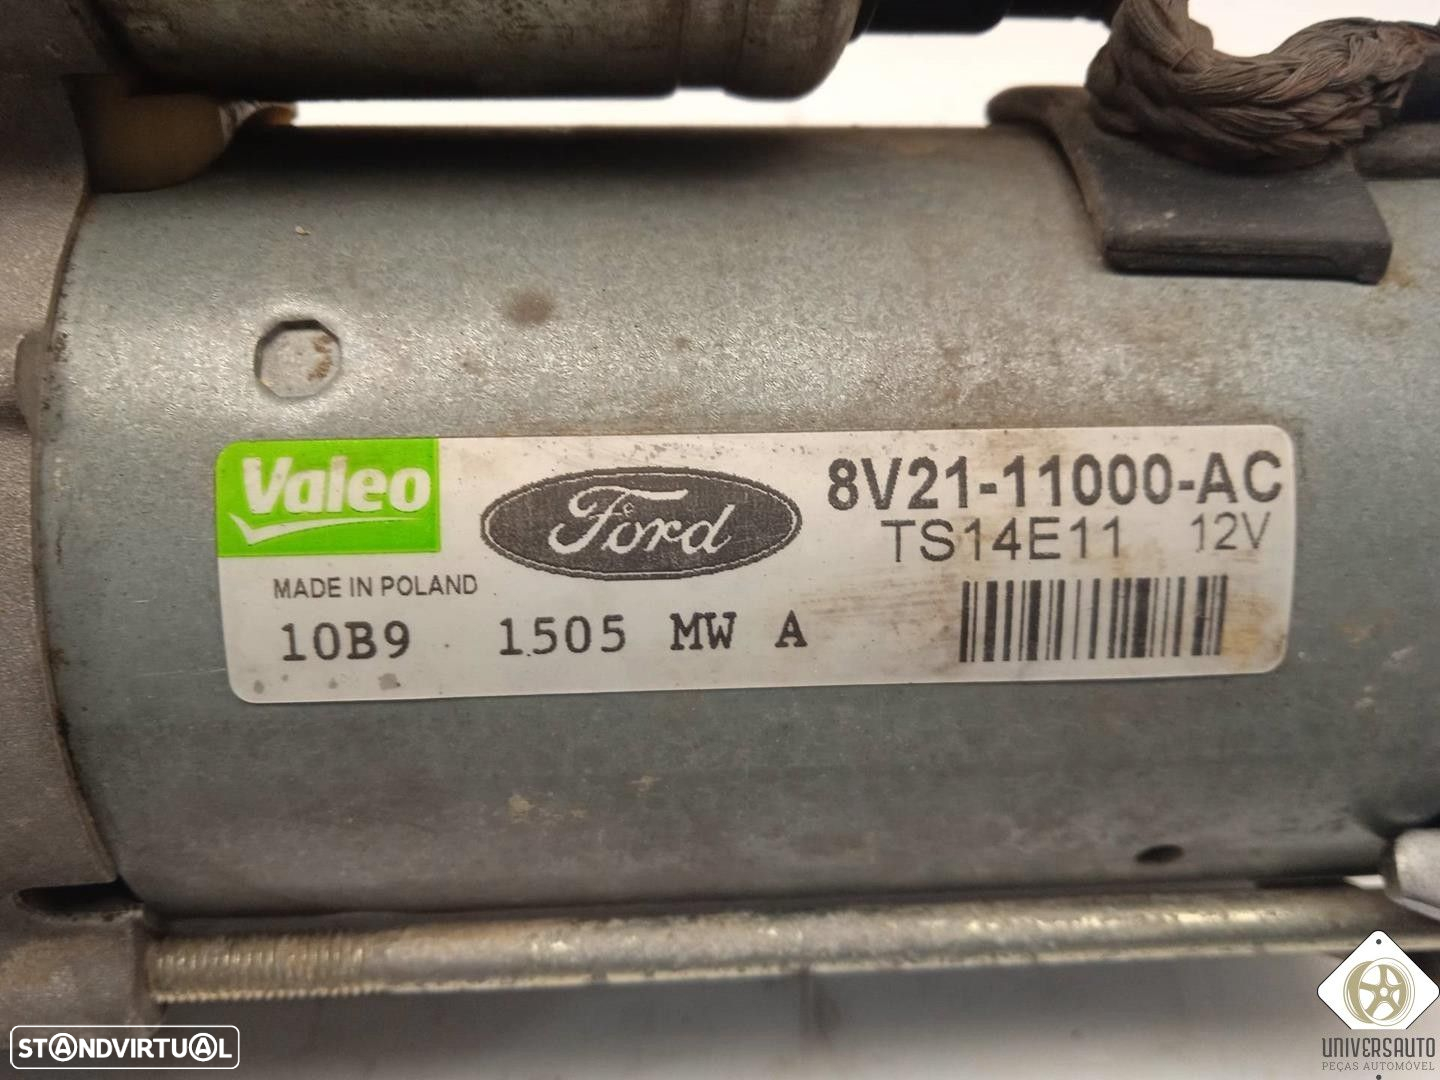 Valeo
Ford
8V21-11000-AC
TS14E11 12V
MADE IN POLAND
10B9 1505 MW A
STANDVIRTUAL
UNIVERSAUTO
PEÇAS AUTOMÓVEL